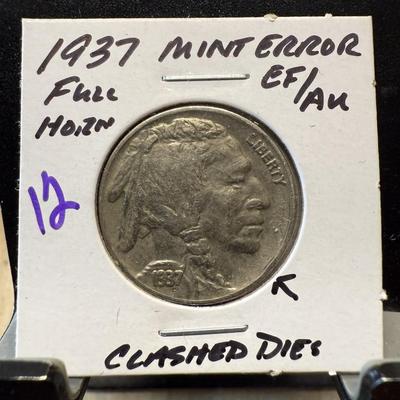 1937 MINT ERROR
FULL EF/AU
HORN
12
LIBERTY
1937
K
CLASHED DIES